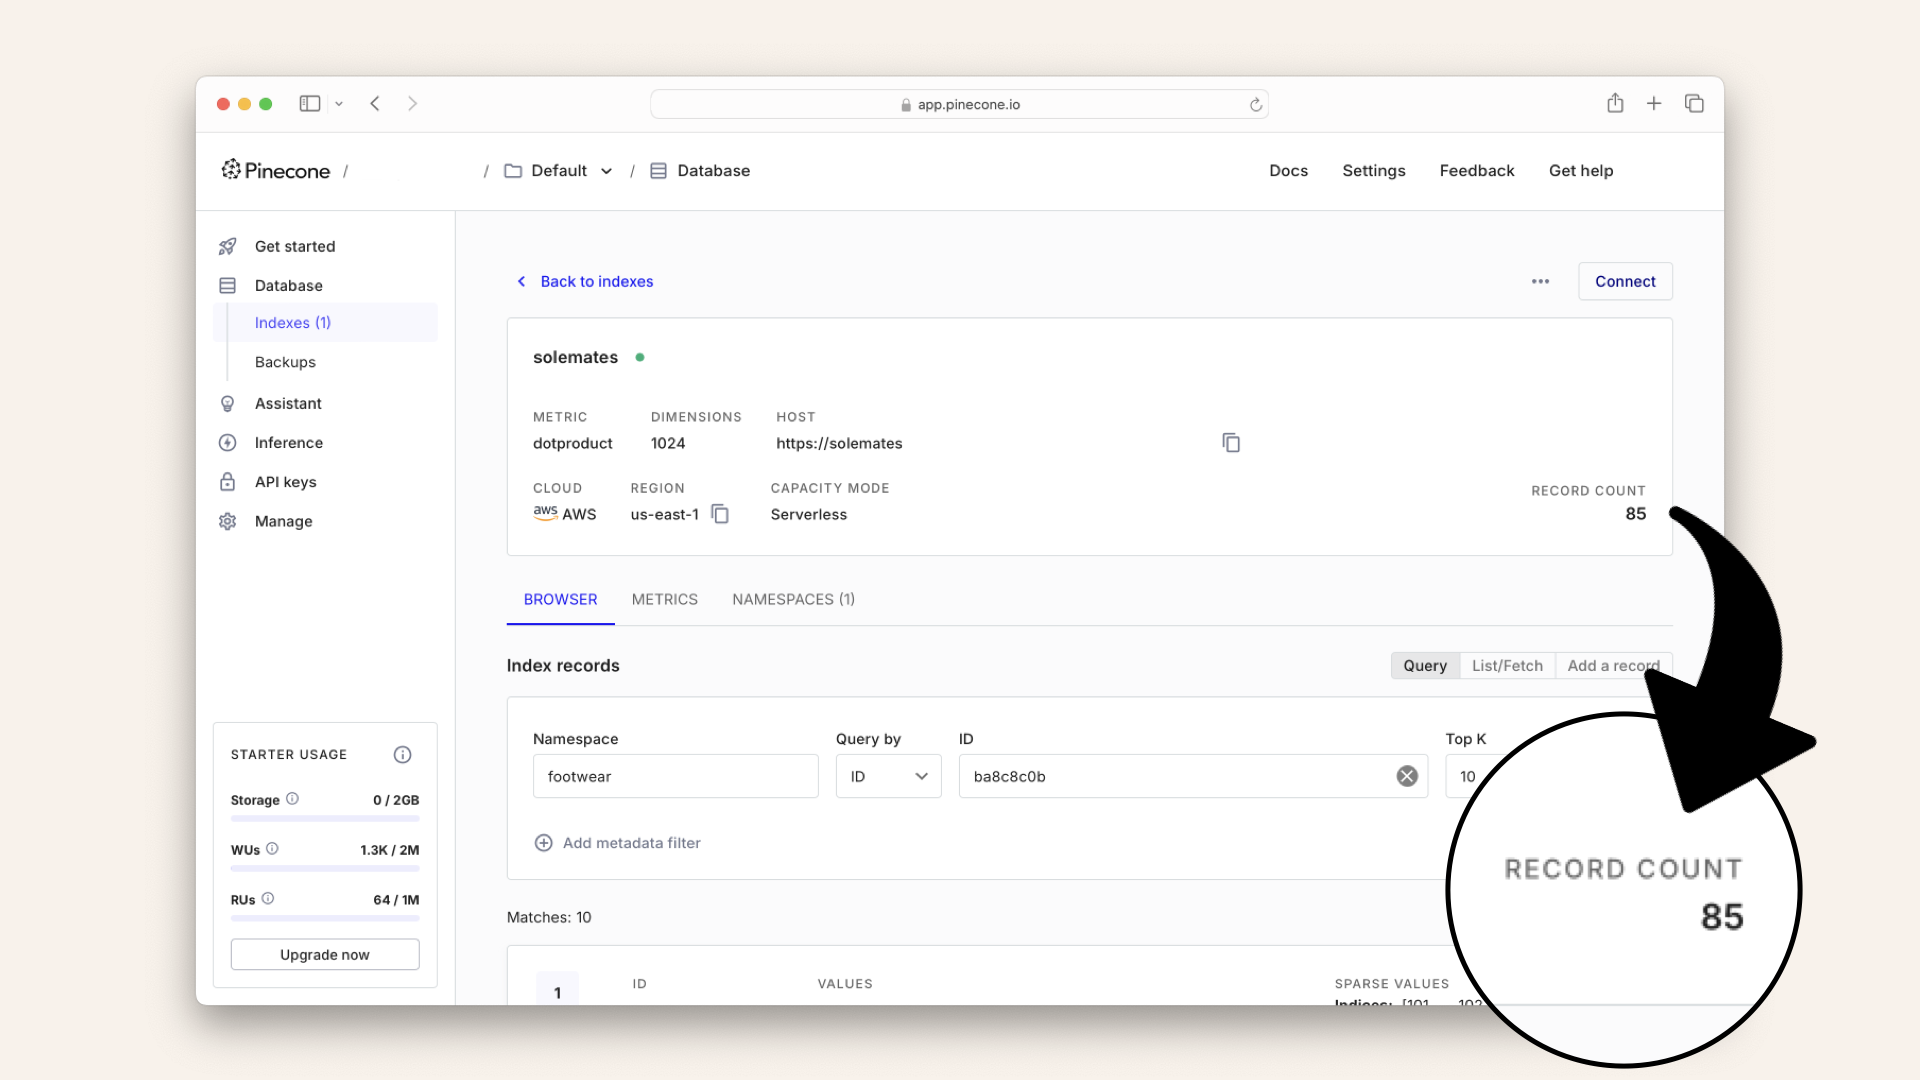 app.pinecone.io
Pinecone / / Default / Database
Docs Settings Feedback Get help
Get started
Database
Indexes (1)
Backups
Assistant
Inference
API keys
Manage
STARTER USAGE
Storage 0 / 2GB
WUs 1.3K / 2M
RUs 64 / 1M
Upgrade now
Back to indexes
Connect
solemates
METRIC DIMENSIONS HOST
dotproduct 1024 https://solemates
CLOUD REGION CAPACITY MODE RECORD COUNT
aws AWS us-east-1 Serverless 85
BROWSER METRICS NAMESPACES (1)
Index records
Query List/Fetch Add a record
Namespace Query by ID Top K
footwear ID ba8c8c0b 10
Add metadata filter
Matches: 10
ID VALUES SPARSE VALUES
1
Indices: [101 102
RECORD COUNT
85